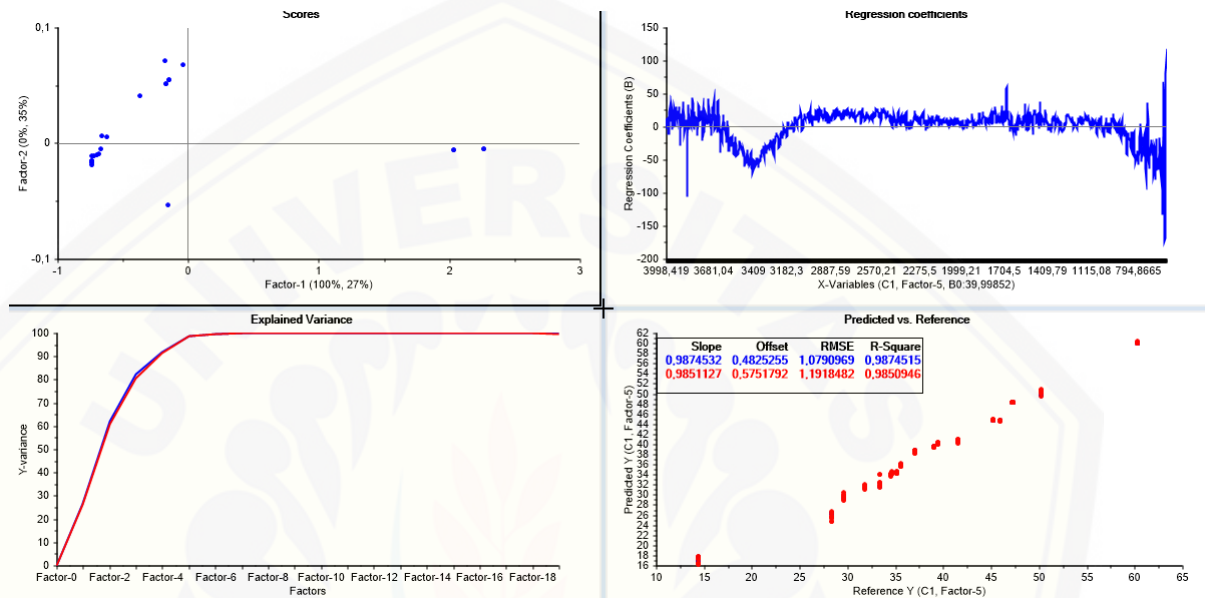 Scores
0,1
0
-0,1
-1
0
1
2
3
Factor-2 (0%, 35%)
Factor-1 (100%, 27%)
Regression coefficients
150
100
50
0
-50
-100
-150
-200
Regression Coefficients (B)
3998,419 3681,04 3409 3182,3 2887,59 2570,21 2275,5 1999,21 1704,5 1409,79 1115,08 794,8665
X-Variables (C1, Factor-5, B0:39,99852)
Explained Variance
100
90
80
70
60
50
40
30
20
10
0
Y-variance
Factor-0 Factor-2 Factor-4 Factor-6 Factor-8 Factor-10 Factor-12 Factor-14 Factor-16 Factor-18
Factors
Predicted vs. Reference
Slope Offset RMSE R-Square
0,9874532 0,4825255 1,0790969 0,9874515
0,9851127 0,5751792 1,1918482 0,9850946
62
60
58
56
54
52
50
48
46
44
42
40
38
36
34
32
30
28
26
24
22
20
18
16
Predicted Y (C1, Factor-5)
10 15 20 25 30 35 40 45 50 55 60 65
Reference Y (C1, Factor-5)
UNIVERSITAS